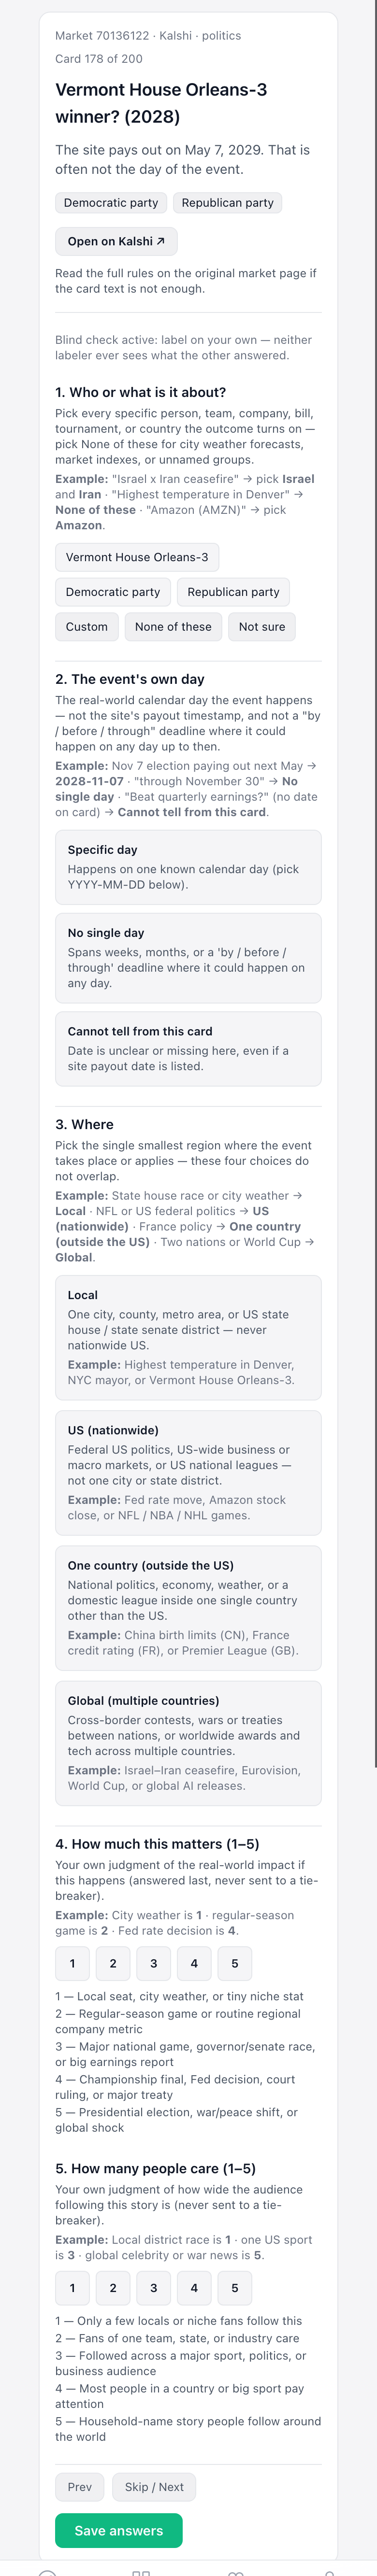 Market 70136122 · Kalshi · politics
Card 178 of 200
Vermont House Orleans-3
winner? (2028)
The site pays out on May 7, 2029. That is
often not the day of the event.
Democratic party
Republican party
Open on Kalshi ↗
Read the full rules on the original market page if
the card text is not enough.
Blind check active: label on your own — neither
labeler ever sees what the other answered.
1. Who or what is it about?
Pick every specific person, team, company, bill,
tournament, or country the outcome turns on —
pick None of these for city weather forecasts,
market indexes, or unnamed groups.
Example: "Israel x Iran ceasefire" → pick Israel
and Iran · "Highest temperature in Denver" →
None of these · "Amazon (AMZN)" → pick
Amazon.
Vermont House Orleans-3
Democratic party
Republican party
Custom
None of these
Not sure
2. The event's own day
The real-world calendar day the event happens
— not the site's payout timestamp, and not a "by
/ before / through" deadline where it could
happen on any day up to then.
Example: Nov 7 election paying out next May →
2028-11-07 · "through November 30" → No
single day · "Beat quarterly earnings?" (no date
on card) → Cannot tell from this card.
Specific day
Happens on one known calendar day (pick
YYYY-MM-DD below).
No single day
Spans weeks, months, or a 'by / before /
through' deadline where it could happen on
any day.
Cannot tell from this card
Date is unclear or missing here, even if a
site payout date is listed.
3. Where
Pick the single smallest region where the event
takes place or applies — these four choices do
not overlap.
Example: State house race or city weather →
Local · NFL or US federal politics → US
(nationwide) · France policy → One country
(outside the US) · Two nations or World Cup →
Global.
Local
One city, county, metro area, or US state
house / state senate district — never
nationwide US.
Example: Highest temperature in Denver,
NYC mayor, or Vermont House Orleans-3.
US (nationwide)
Federal US politics, US-wide business or
macro markets, or US national leagues —
not one city or state district.
Example: Fed rate move, Amazon stock
close, or NFL / NBA / NHL games.
One country (outside the US)
National politics, economy, weather, or a
domestic league inside one single country
other than the US.
Example: China birth limits (CN), France
credit rating (FR), or Premier League (GB).
Global (multiple countries)
Cross-border contests, wars or treaties
between nations, or worldwide awards and
tech across multiple countries.
Example: Israel–Iran ceasefire, Eurovision,
World Cup, or global AI releases.
4. How much this matters (1–5)
Your own judgment of the real-world impact if
this happens (answered last, never sent to a tie-
breaker).
Example: City weather is 1 · regular-season
game is 2 · Fed rate decision is 4.
1 2 3 4 5
1 — Local seat, city weather, or tiny niche stat
2 — Regular-season game or routine regional
company metric
3 — Major national game, governor/senate race,
or big earnings report
4 — Championship final, Fed decision, court
ruling, or major treaty
5 — Presidential election, war/peace shift, or
global shock
5. How many people care (1–5)
Your own judgment of how wide the audience
following this story is (never sent to a tie-
breaker).
Example: Local district race is 1 · one US sport
is 3 · global celebrity or war news is 5.
1 2 3 4 5
1 — Only a few locals or niche fans follow this
2 — Fans of one team, state, or industry care
3 — Followed across a major sport, politics, or
business audience
4 — Most people in a country or big sport pay
attention
5 — Household-name story people follow around
the world
Prev
Skip / Next
Save answers